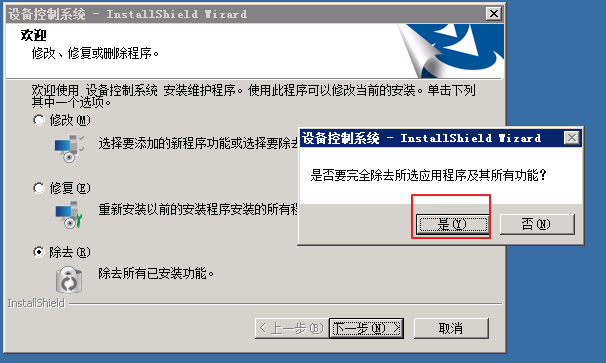 设备控制系统 - InstallShield Wizard
欢迎
修改、修复或删除程序。
欢迎使用 设备控制系统 安装维护程序。使用此程序可以修改当前的安装。单击下列
其中一个选项。
修改(M)
选择要添加的新程序功能或选择要除去
修复(E)
重新安装以前的安装程序安装的所有程
除去(R)
除去所有已安装功能。
InstallShield
< 上一步(B)
下一步(N) >
取消
设备控制系统 - InstallShield Wizard
是否要完全除去所选应用程序及其所有功能?
是(Y)
否(N)